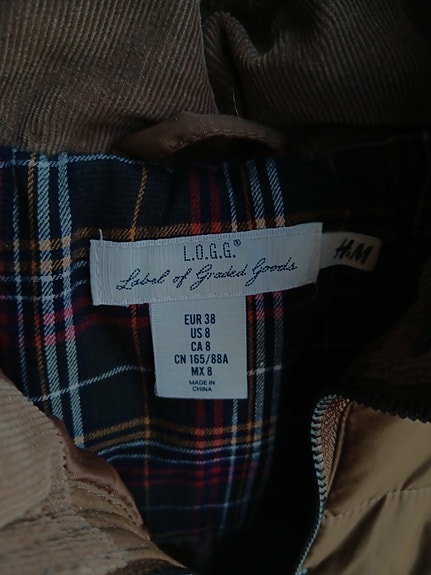 L.O.G.G.®
Label of Graded Goods
H&M
EUR 38
US 8
CA 8
CN 165/88A
MX 8
MADE IN
CHINA